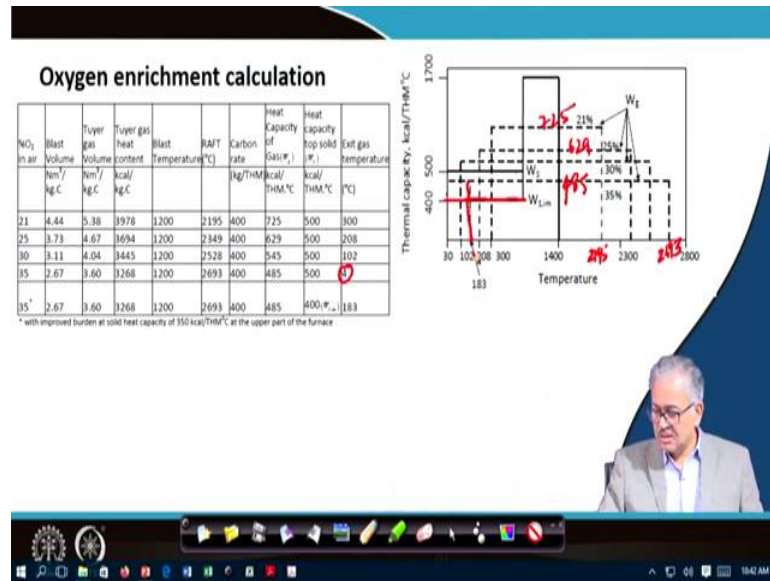 Oxygen enrichment calculation
%O₂ in air
Blast Volume
Tuyer gas Volume
Tuyer gas heat content
Blast Temperature
RAFT (°C)
Carbon rate
Heat Capacity of Gas
Heat capacity top solid
Exit gas temperature
Nm³/kg.C
Nm³/kg.C
kcal/kg.C
(kg/THM)
kcal/THM.°C
kcal/THM.°C
(°C)
21 4.44 5.38 3978 1200 2195 400 725 500 300
25 3.73 4.67 3694 1200 2349 400 629 500 208
30 3.11 4.04 3445 1200 2528 400 545 500 102
35 2.67 3.60 3268 1200 2693 400 485 500 4
35* 2.67 3.60 3268 1200 2693 400 485 400 183
* with improved burden at solid heat capacity of 350 kcal/THM°C at the upper part of the furnace
Thermal capacity, kcal/THM°C
1700
500
400
725
629
485
21%
25%
30%
35%
Wg
Ws
30 102 208 300 1400 2195 2300 2693 2800
183
Temperature
10:42 AM